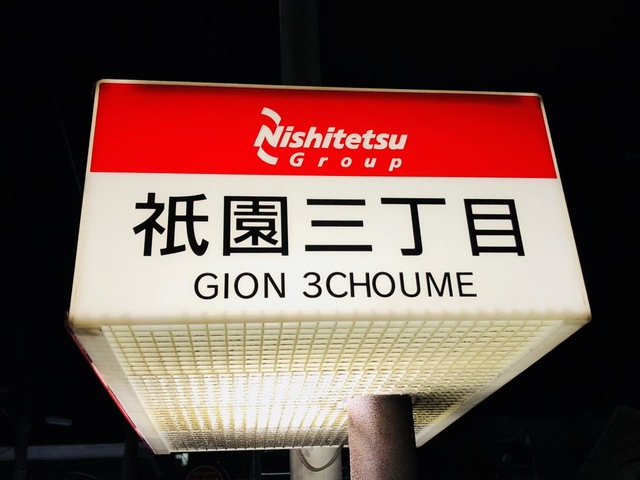 Nishitetsu
Group
祇園三丁目
GION 3CHOUME